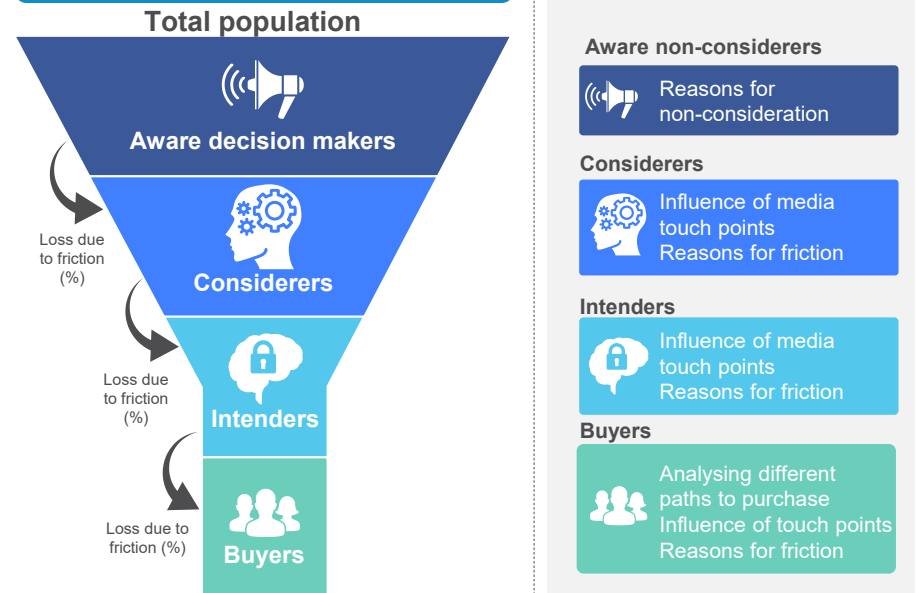 Total population
Aware decision makers
Loss due
to friction
(%)
Considerers
Loss due
to friction
(%)
Intenders
Loss due to
friction (%)
Buyers
Aware non-considerers
Reasons for
non-consideration
Considerers
Influence of media
touch points
Reasons for friction
Intenders
Influence of media
touch points
Reasons for friction
Buyers
Analysing different
paths to purchase
Influence of touch points
Reasons for friction